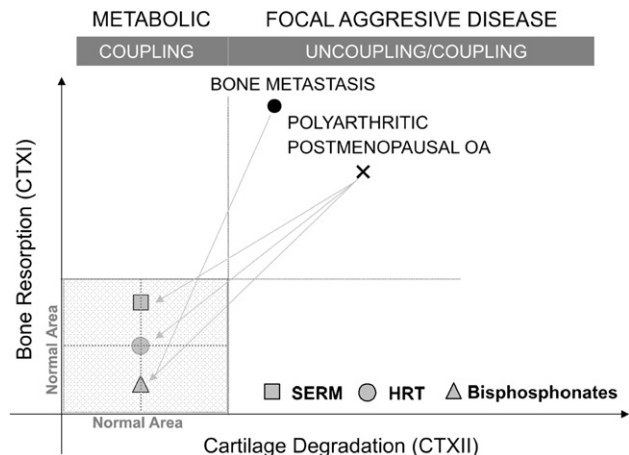 METABOLIC
FOCAL AGGRESIVE DISEASE
COUPLING
UNCOUPLING/COUPLING
BONE METASTASIS
POLYARTHRITIC
POSTMENOPAUSAL OA
Bone Resorption (CTXI)
Normal Area
SERM
HRT
Bisphosphonates
Normal Area
Cartilage Degradation (CTXII)